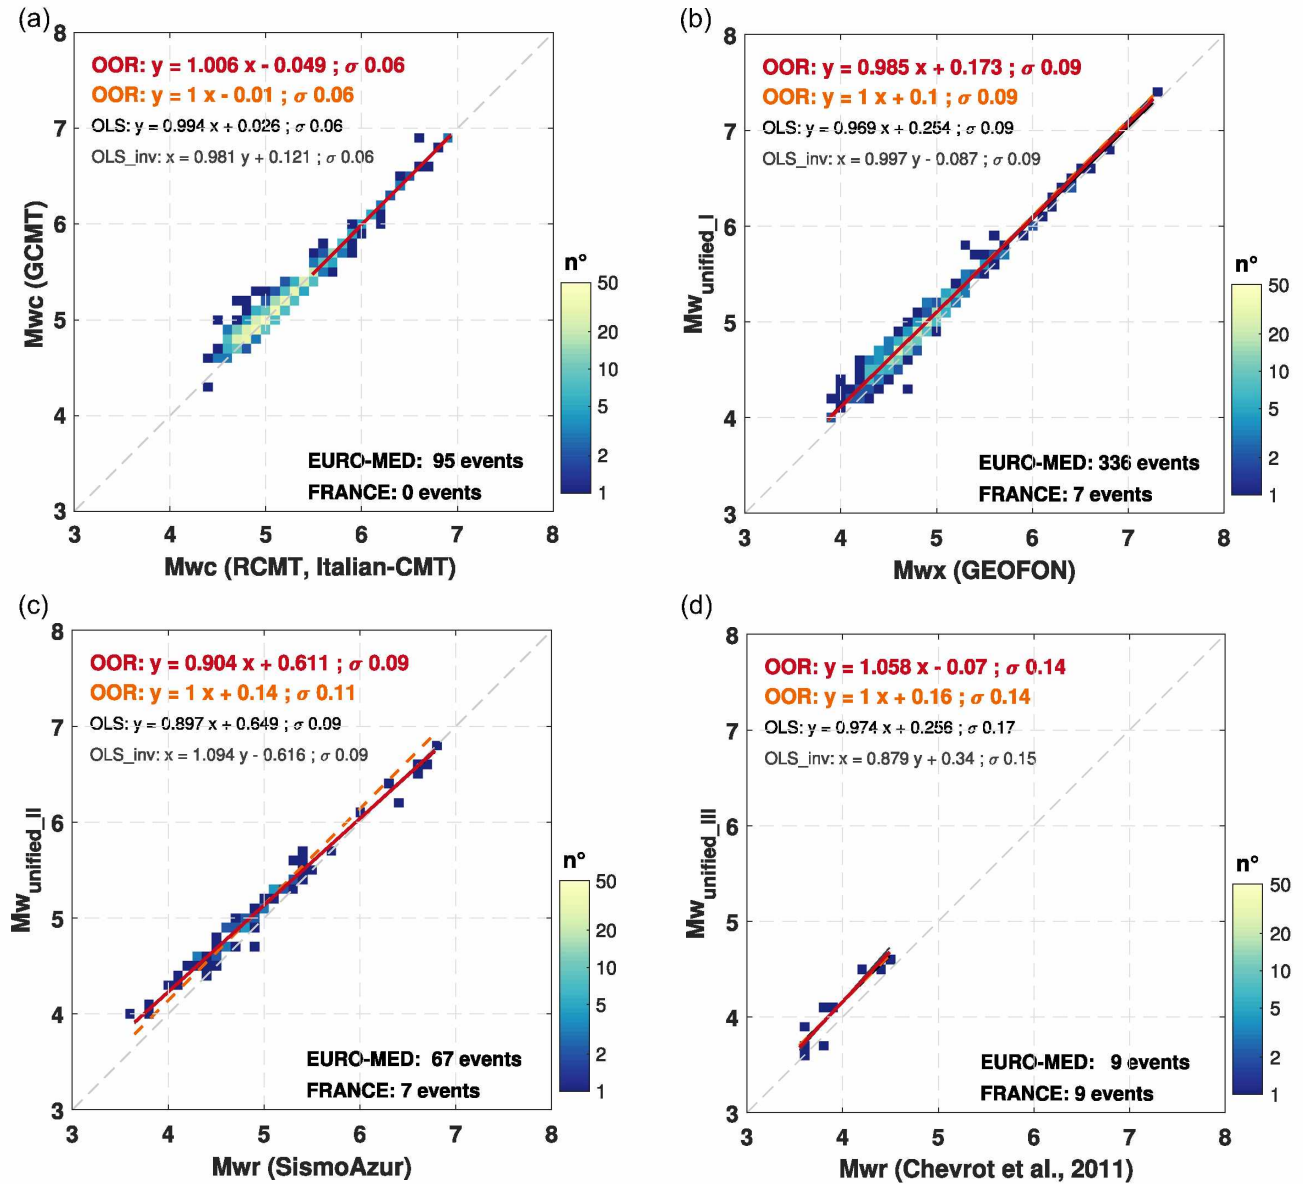 (a)
8
OOR: y = 1.006 x - 0.049 ; σ 0.06
OOR: y = 1 x - 0.01 ; σ 0.06
OLS: y = 0.994 x + 0.026 ; σ 0.06
OLS_inv: x = 0.981 y + 0.121 ; σ 0.06
7
6
5
4
3
Mwc (GCMT)
EURO-MED: 95 events
FRANCE: 0 events
3 4 5 6 7 8
Mwc (RCMT, Italian-CMT)
n°
50
20
10
5
2
1
(b)
8
OOR: y = 0.985 x + 0.173 ; σ 0.09
OOR: y = 1 x + 0.1 ; σ 0.09
OLS: y = 0.969 x + 0.254 ; σ 0.09
OLS_inv: x = 0.997 y - 0.087 ; σ 0.09
7
6
5
4
3
Mw unified_I
EURO-MED: 336 events
FRANCE: 7 events
3 4 5 6 7 8
Mwx (GEOFON)
n°
50
20
10
5
2
1
(c)
8
OOR: y = 0.904 x + 0.611 ; σ 0.09
OOR: y = 1 x + 0.14 ; σ 0.11
OLS: y = 0.897 x + 0.649 ; σ 0.09
OLS_inv: x = 1.094 y - 0.616 ; σ 0.09
7
6
5
4
3
Mw unified_II
EURO-MED: 67 events
FRANCE: 7 events
3 4 5 6 7 8
Mwr (SismoAzur)
n°
50
20
10
5
2
1
(d)
8
OOR: y = 1.058 x - 0.07 ; σ 0.14
OOR: y = 1 x + 0.16 ; σ 0.14
OLS: y = 0.974 x + 0.256 ; σ 0.17
OLS_inv: x = 0.879 y + 0.34 ; σ 0.15
7
6
5
4
3
Mw unified_III
EURO-MED: 9 events
FRANCE: 9 events
3 4 5 6 7 8
Mwr (Chevrot et al., 2011)
n°
50
20
10
5
2
1